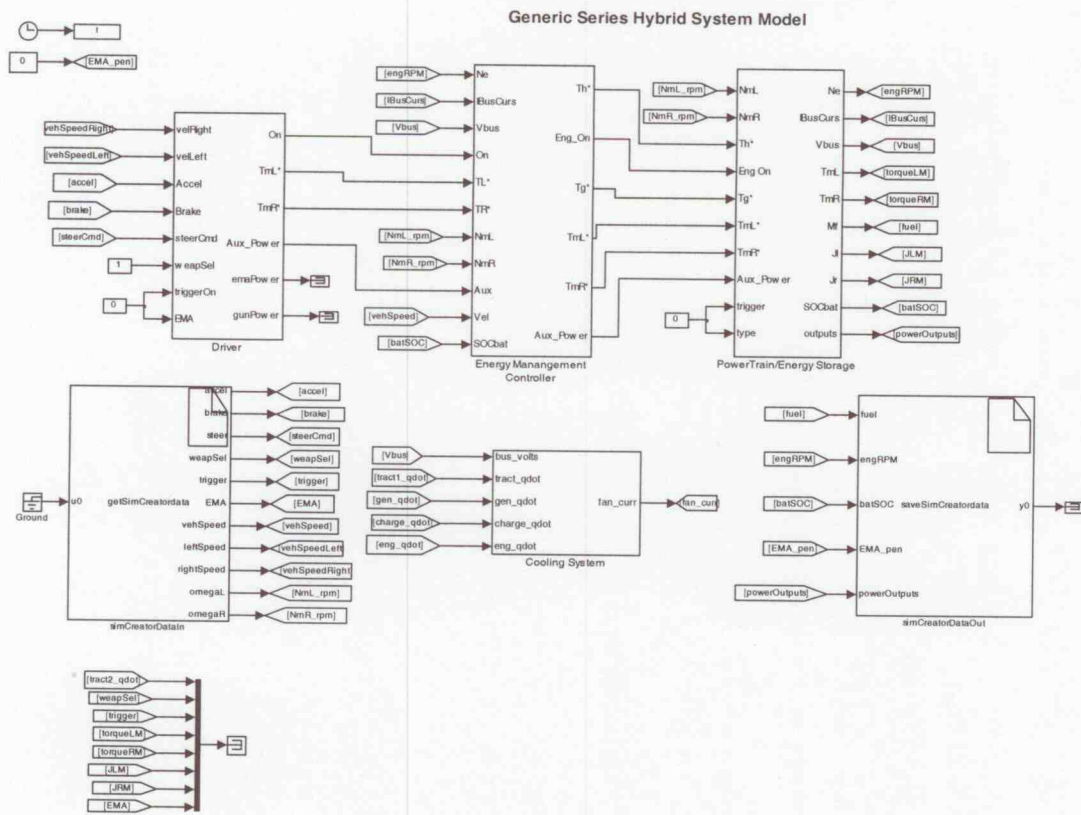 Generic Series Hybrid System Model
0
[EMA_pen]
[vehSpeedRight]
[vehSpeedLeft]
[accel]
[brake]
[steerCmd]
1
0
velRight
velLeft
Accel
Brake
steerCmd
weapSel
triggerOn
EMA
On
TmL*
TmR*
Aux_Power
emaPower
gunPower
Driver
[engRPM]
[IBusCurs]
[Vbus]
[NmL_rpm]
[NmR_rpm]
[vehSpeed]
[batSOC]
Ne
IBusCurs
Vbus
On
TL*
TR*
NmL
NmR
Aux
Vel
SOCbat
Th*
Eng_On
Tg*
TmL*
TmR*
Aux_Power
Energy Manangement
Controller
[NmL_rpm]
[NmR_rpm]
0
NmL
NmR
Th*
Eng On
Tg*
TmL*
TmR*
Aux_Power
trigger
type
Ne
IBusCurs
Vbus
TmL
TmR
Mf
Jl
Jr
SOCbat
outputs
PowerTrain/Energy Storage
[engRPM]
[IBusCurs]
[Vbus]
[torqueLM]
[torqueRM]
[fuel]
[JLM]
[JRM]
[batSOC]
[powerOutputs]
Ground
u0
getSimCreatordata
accel
brake
steer
weapSel
trigger
EMA
vehSpeed
leftSpeed
rightSpeed
omegaL
omegaR
simCreatorDataIn
[accel]
[brake]
[steerCmd]
[weapSel]
[trigger]
[EMA]
[vehSpeed]
[vehSpeedLeft]
[vehSpeedRight]
[NmL_rpm]
[NmR_rpm]
[Vbus]
[tract1_qdot]
[gen_qdot]
[charge_qdot]
[eng_qdot]
bus_volts
tract_qdot
gen_qdot
charge_qdot
eng_qdot
fan_curr
Cooling System
[fan_curr]
[fuel]
[engRPM]
[batSOC]
[EMA_pen]
[powerOutputs]
fuel
engRPM
batSOC
EMA_pen
powerOutputs
saveSimCreatordata
y0
simCreatorDataOut
[tract2_qdot]
[weapSel]
[trigger]
[torqueLM]
[torqueRM]
[JLM]
[JRM]
[EMA]